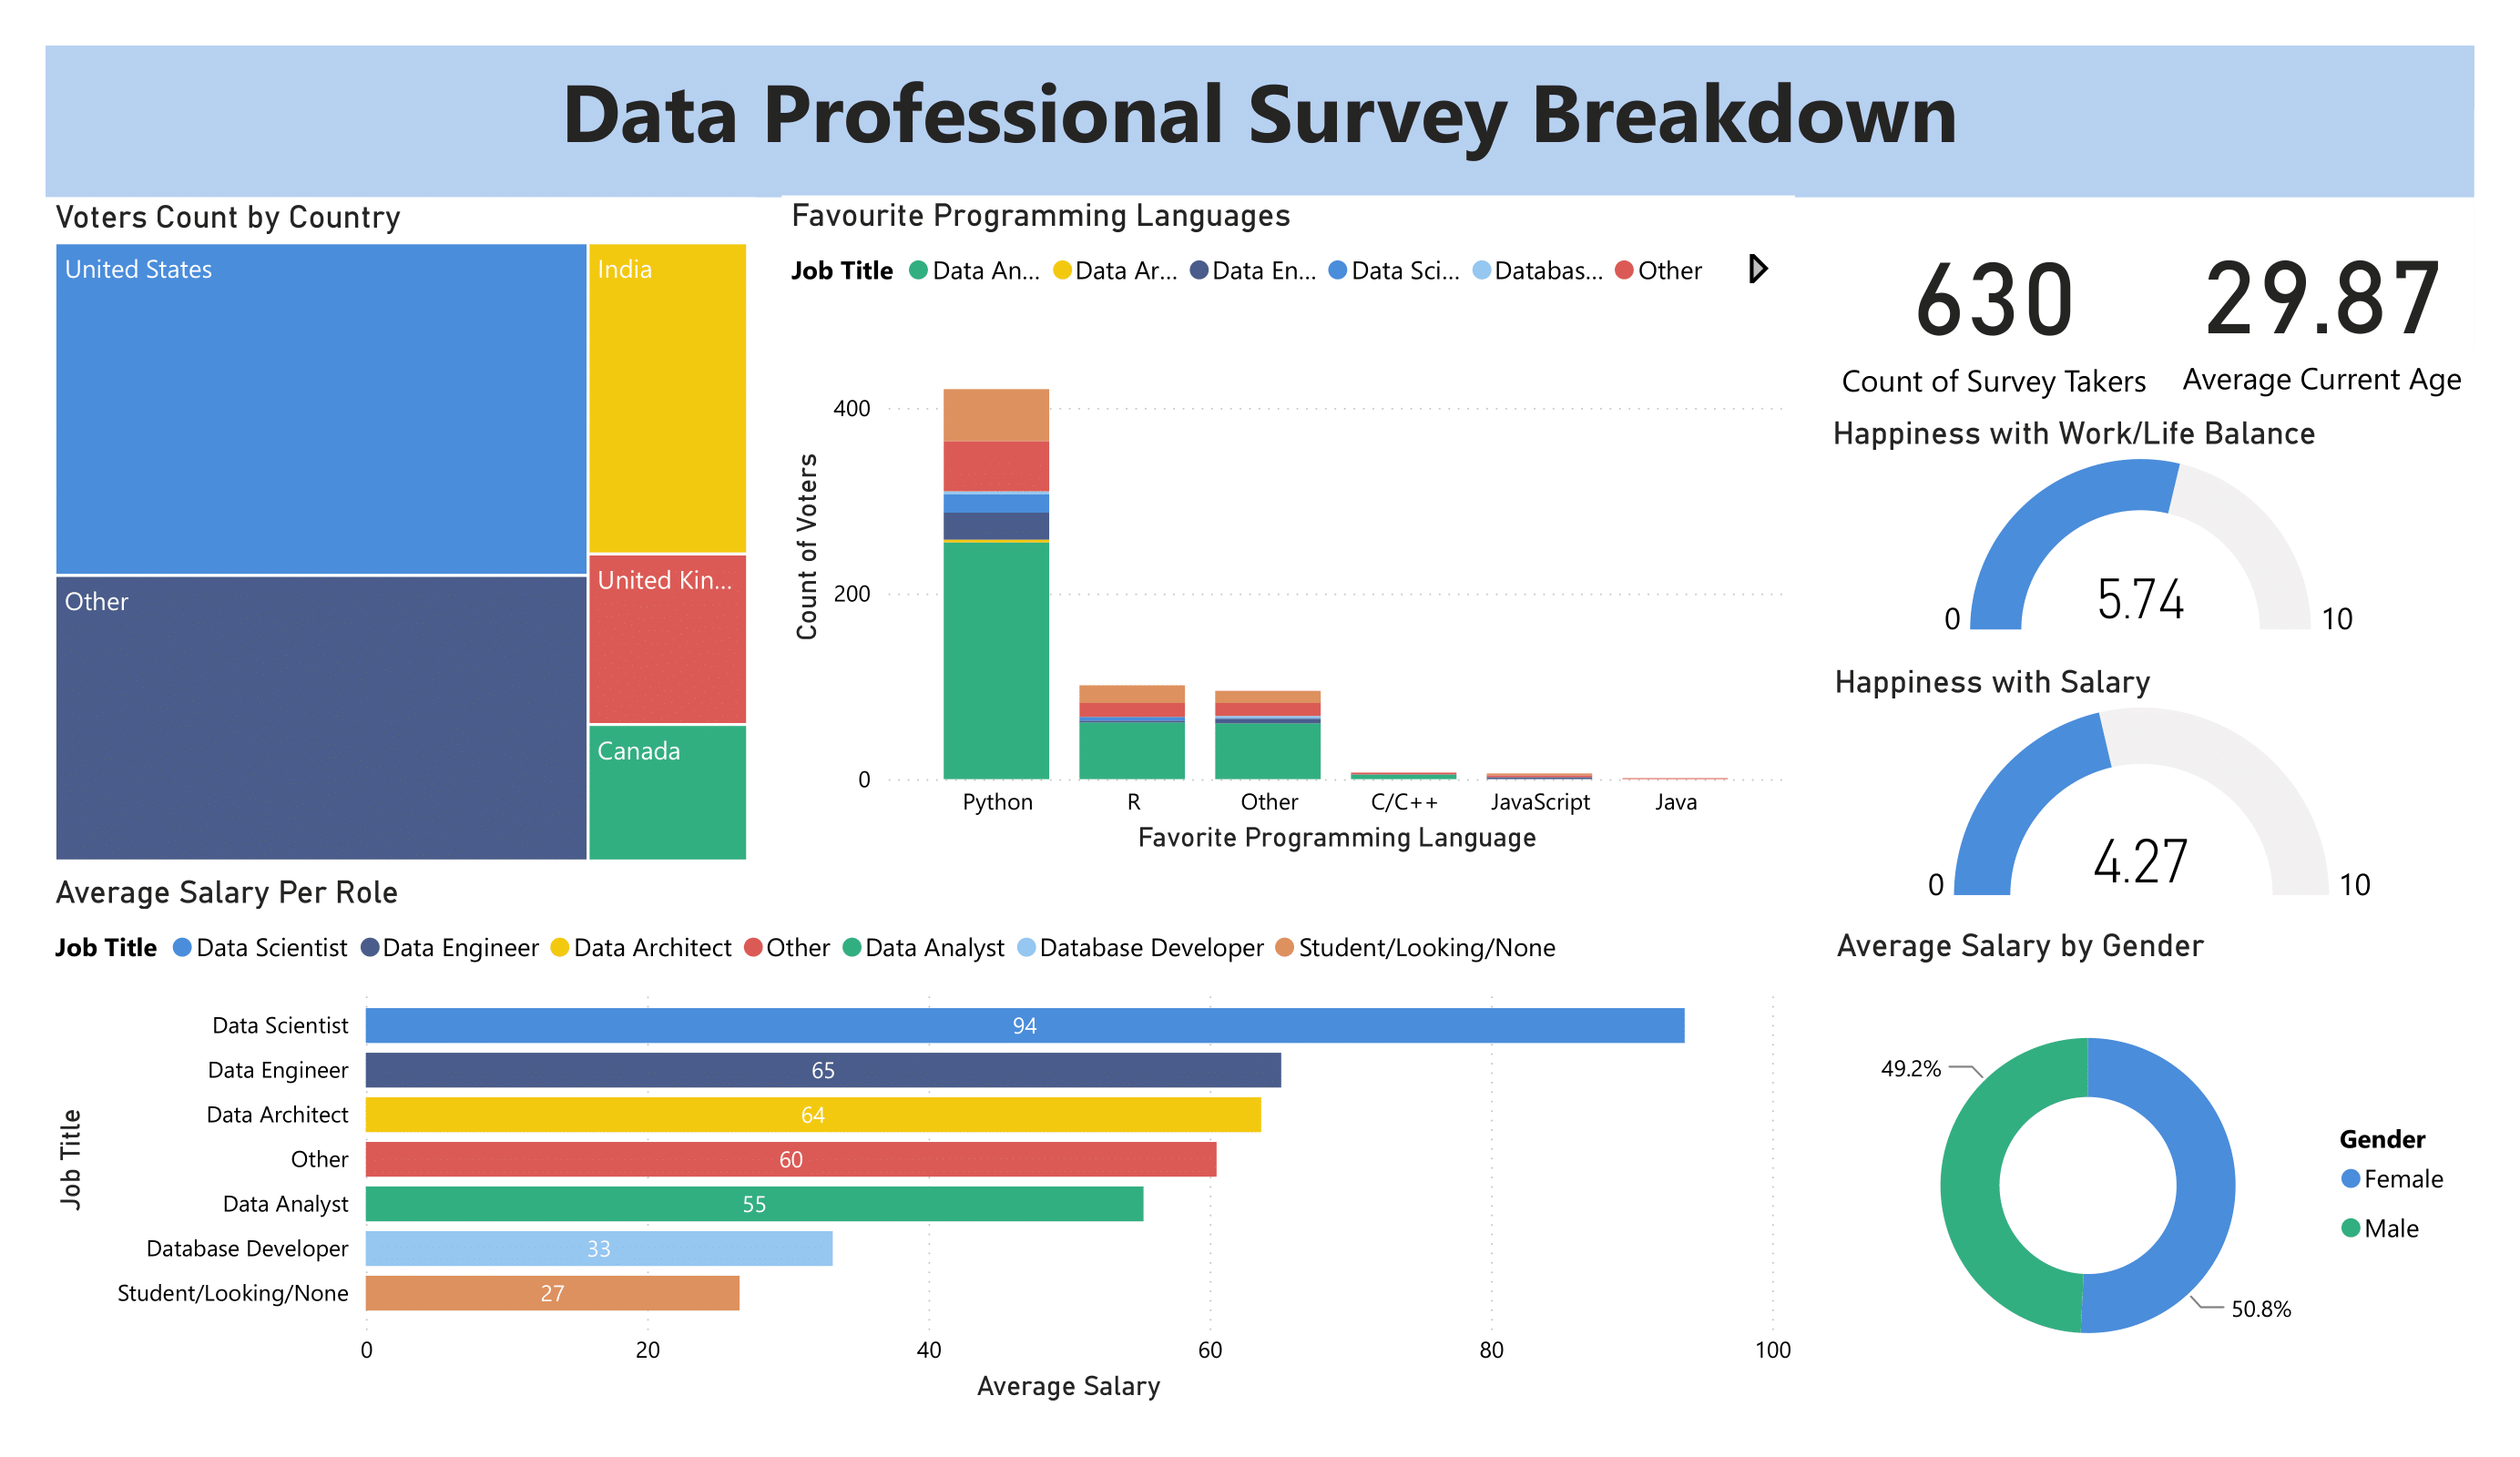 Data Professional Survey Breakdown
Voters Count by Country
United States
India
Other
United Kin...
Canada
Favourite Programming Languages
Job Title Data An... Data Ar... Data En... Data Sci... Databas... Other
Count of Voters
400
200
0
Python R Other C/C++ JavaScript Java
Favorite Programming Language
630
Count of Survey Takers
29.87
Average Current Age
Happiness with Work/Life Balance
0 5.74 10
Happiness with Salary
0 4.27 10
Average Salary Per Role
Job Title Data Scientist Data Engineer Data Architect Other Data Analyst Database Developer Student/Looking/None
Job Title
Data Scientist 94
Data Engineer 65
Data Architect 64
Other 60
Data Analyst 55
Database Developer 33
Student/Looking/None 27
0 20 40 60 80 100
Average Salary
Average Salary by Gender
49.2%
50.8%
Gender
Female
Male